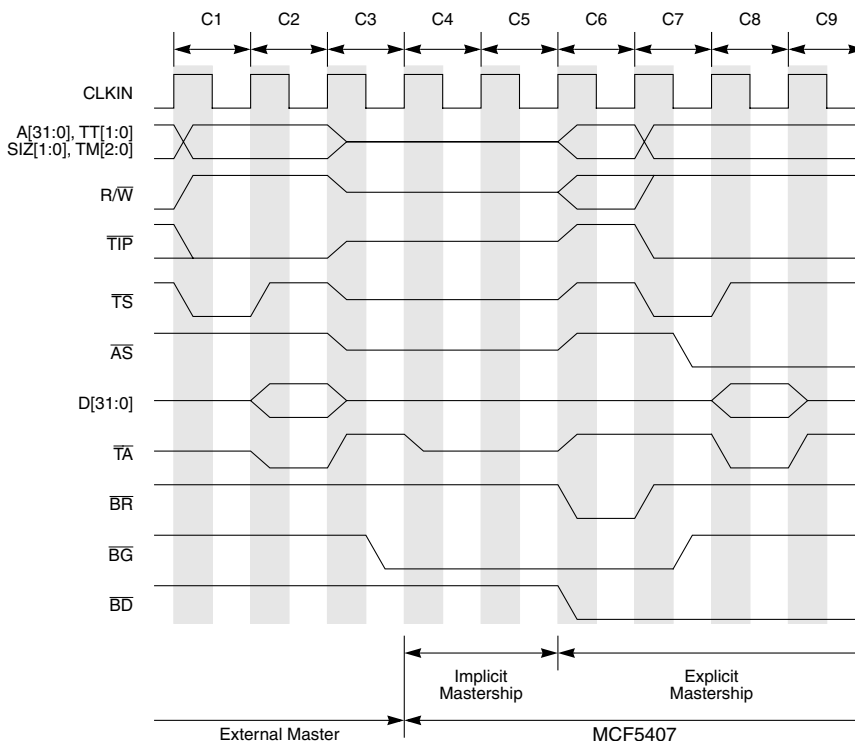 C1 C2 C3 C4 C5 C6 C7 C8 C9
CLKIN
A[31:0], TT[1:0]
SIZ[1:0], TM[2:0]
R/W
TIP
TS
AS
D[31:0]
TA
BR
BG
BD
Implicit
Mastership
Explicit
Mastership
External Master
MCF5407